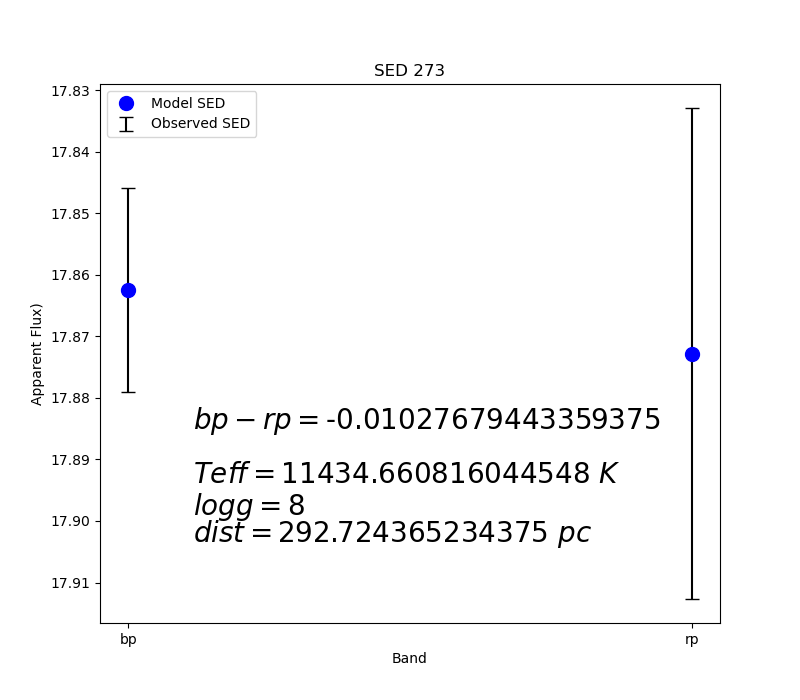 SED 273
17.83
17.84
17.85
17.86
17.87
17.88
17.89
17.90
17.91
Apparent Flux)
Model SED
Observed SED
bp − rp = -0.01027679443359375
Teff = 11434.660816044548 K
logg = 8
dist = 292.724365234375 pc
bp
rp
Band